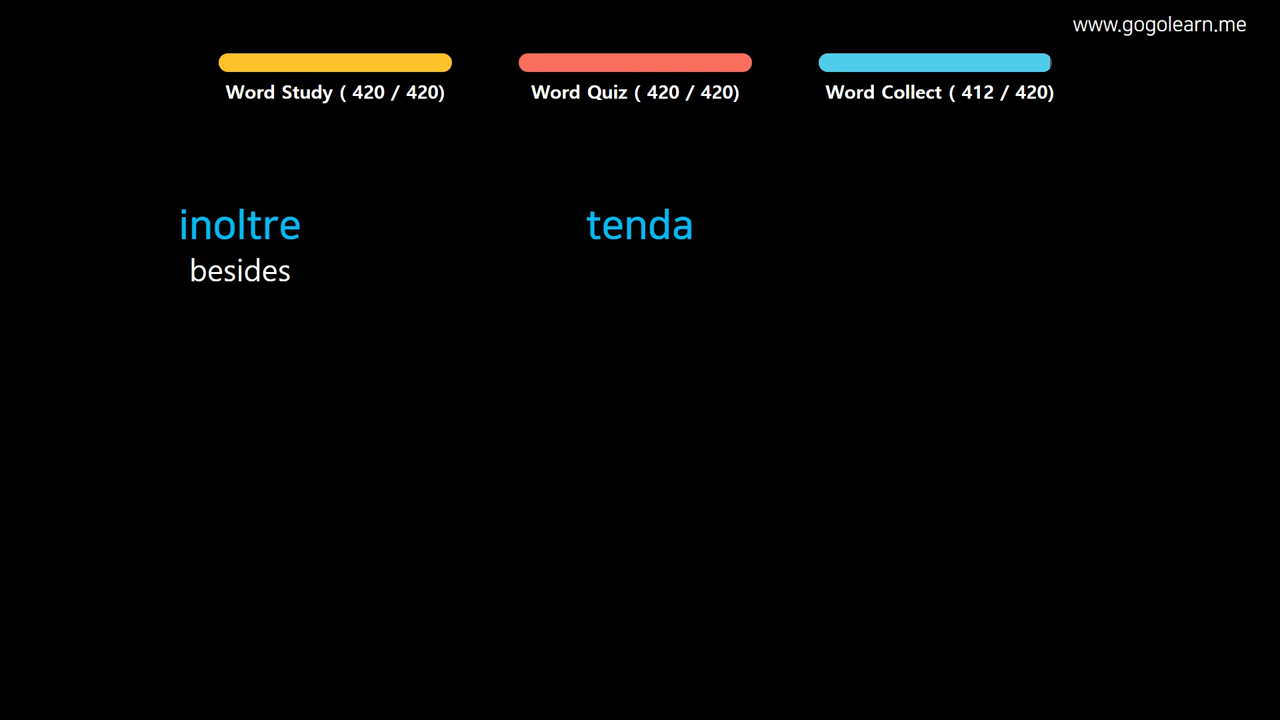 www.gogolearn.me
Word Study ( 420 / 420)
Word Quiz ( 420 / 420)
Word Collect ( 412 / 420)
inoltre
besides
tenda